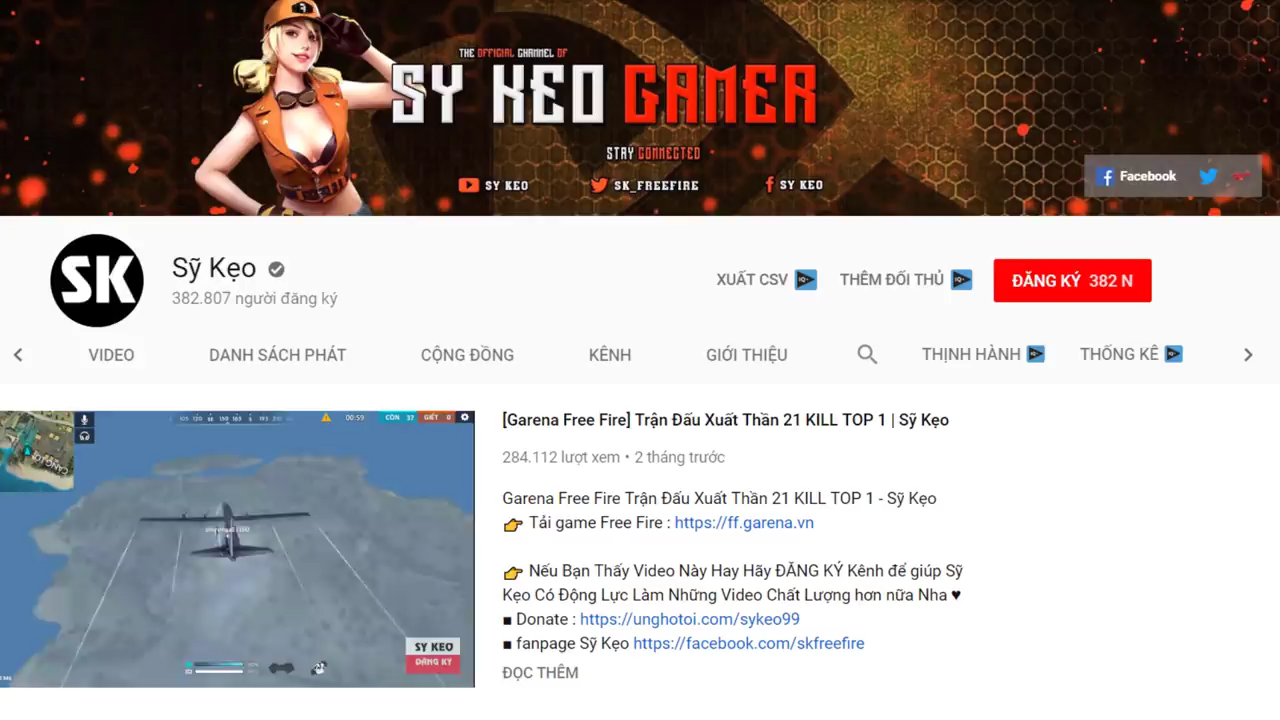 THE OFFICIAL CHANNEL OF
SY KEO GAMER
STAY CONNECTED
SY KEO SK_FREEFIRE SY KEO
Facebook
SK
Sỹ Kẹo
382.807 người đăng ký
XUẤT CSV THÊM ĐỐI THỦ ĐĂNG KÝ 382 N
VIDEO DANH SÁCH PHÁT CỘNG ĐỒNG KÊNH GIỚI THIỆU THỊNH HÀNH THỐNG KÊ
00:59 CÒN 37 GIẾT 0
SY KEO
ĐĂNG KÝ
[Garena Free Fire] Trận Đấu Xuất Thần 21 KILL TOP 1 | Sỹ Kẹo
284.112 lượt xem • 2 tháng trước
Garena Free Fire Trận Đấu Xuất Thần 21 KILL TOP 1 - Sỹ Kẹo
👉 Tải game Free Fire : https://ff.garena.vn
👉 Nếu Bạn Thấy Video Này Hay Hãy ĐĂNG KÝ Kênh để giúp Sỹ
Kẹo Có Động Lực Làm Những Video Chất Lượng hơn nữa Nha ♥
■ Donate : https://unghotoi.com/sykeo99
■ fanpage Sỹ Kẹo https://facebook.com/skfreefire
ĐỌC THÊM